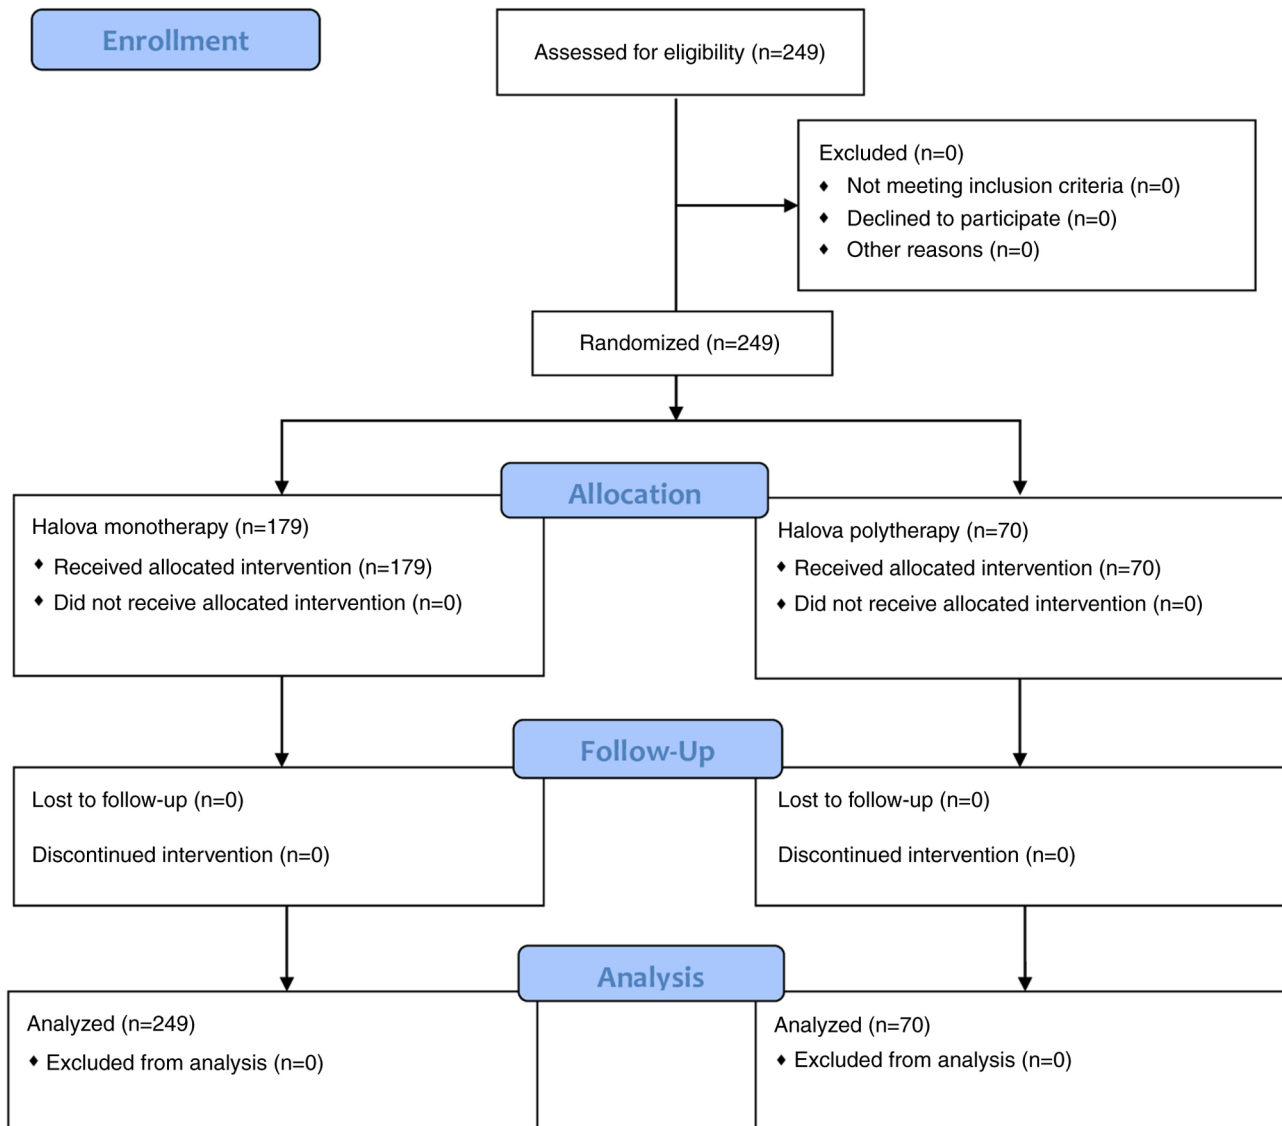 Enrollment
Assessed for eligibility (n=249)
Excluded (n=0)
♦ Not meeting inclusion criteria (n=0)
♦ Declined to participate (n=0)
♦ Other reasons (n=0)
Randomized (n=249)
Allocation
Halova monotherapy (n=179)
♦ Received allocated intervention (n=179)
♦ Did not receive allocated intervention (n=0)
Halova polytherapy (n=70)
♦ Received allocated intervention (n=70)
♦ Did not receive allocated intervention (n=0)
Follow-Up
Lost to follow-up (n=0)
Discontinued intervention (n=0)
Lost to follow-up (n=0)
Discontinued intervention (n=0)
Analysis
Analyzed (n=249)
♦ Excluded from analysis (n=0)
Analyzed (n=70)
♦ Excluded from analysis (n=0)